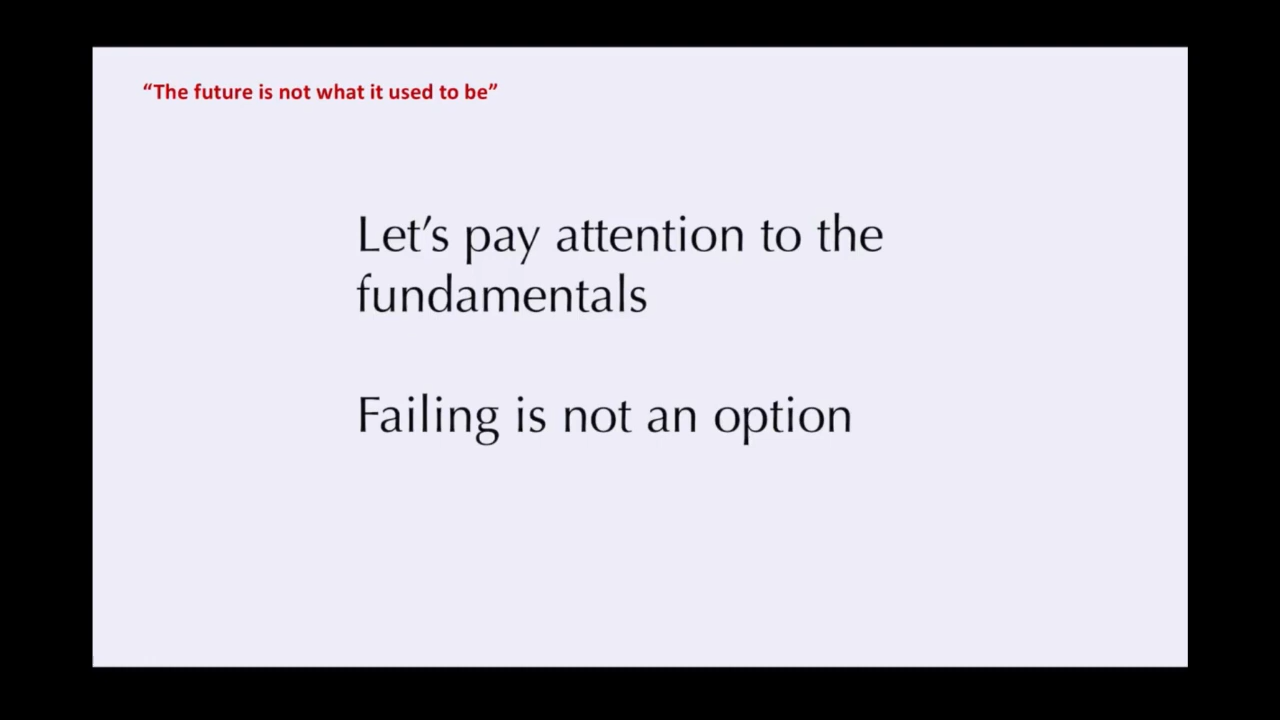 “The future is not what it used to be”
Let’s pay attention to the
fundamentals
Failing is not an option